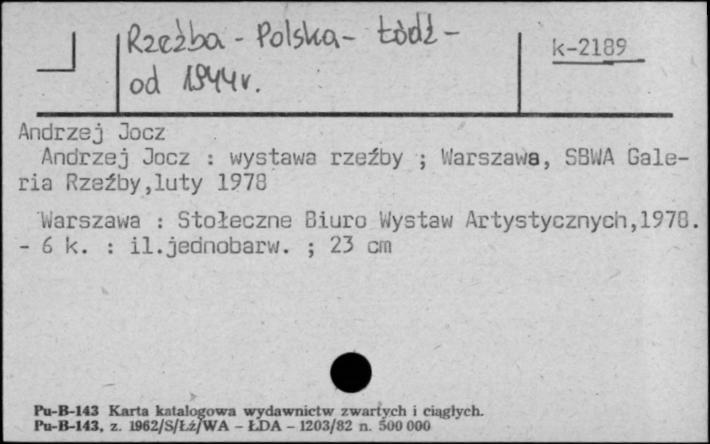 Rzeźba - Polska - Łódź -
od 1944r.
k-2189
Andrzej Jocz
Andrzej Jocz : wystawa rzeźby ; Warszawa, SBWA Gale-
ria Rzeźby,luty 1978
Warszawa : Stołeczne Biuro Wystaw Artystycznych,1978.
- 6 k. : il.jednobarw. ; 23 cm
Pu-B-143 Karta katalogowa wydawnictw zwartych i ciągłych.
Pu-B-143, z. 1962/S/Łż/WA - ŁDA - 1203/82 n. 500 000